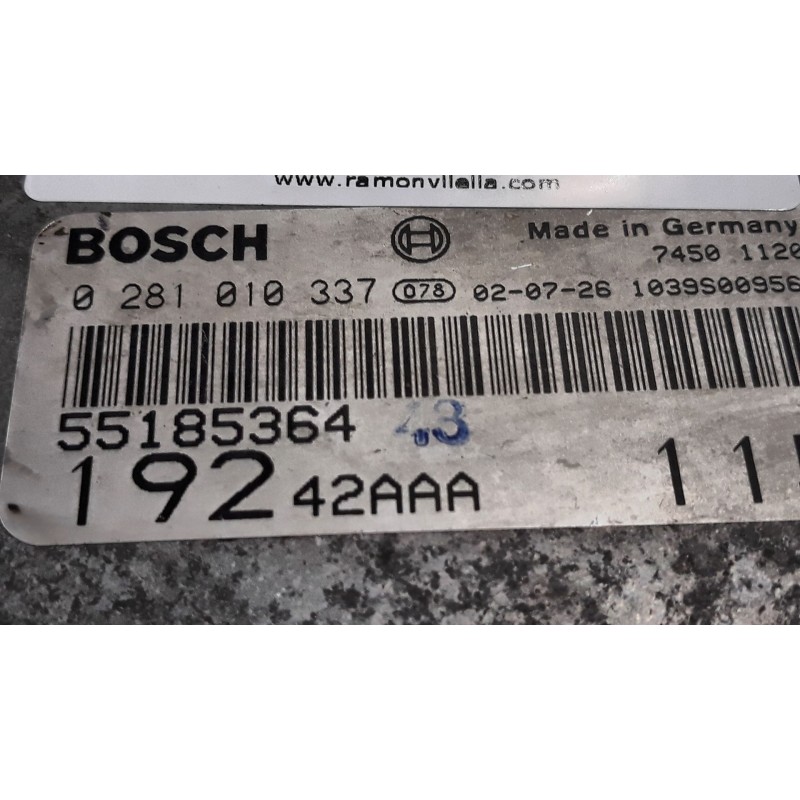 www.ramonvilella.com
BOSCH Made in Germany
7450 1120
0 281 010 337 078 02-07-26 1039S00956
55185364 43
192 42AAA 11